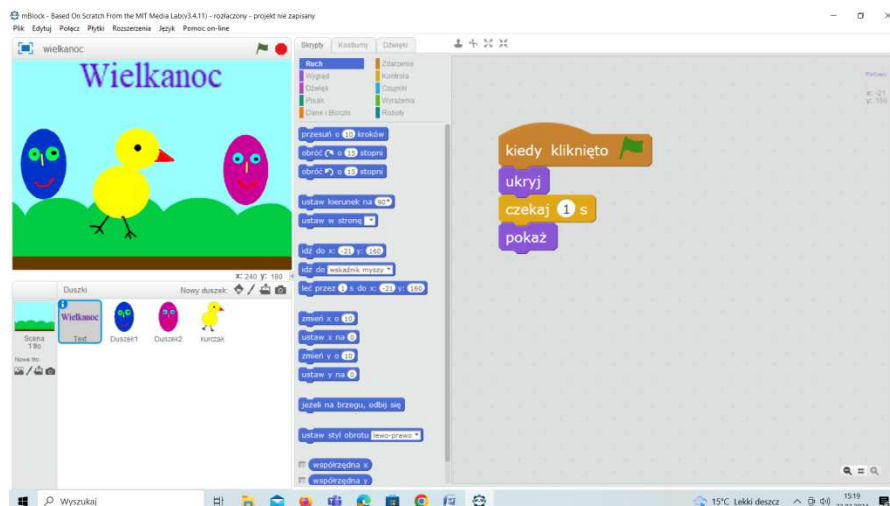 mBlock - Based On Scratch From the MIT Media Lab(v3.4.11) - rozłączony - projekt nie zapisany
Plik Edytuj Połącz Płytki Rozszerzenia Język Pomoc on-line
wielkanoc
Wielkanoc
x: 240 y: 180
Duszki
Nowy duszek:
Scena
1 tło
Nowe tło:
Wielkanoc
Text
Duszek1
Duszek2
kurczak
Skrypty Kostiumy Dźwięki
Ruch Zdarzenia
Wygląd Kontrola
Dźwięk Czujniki
Pisak Wyrażenia
Dane i Bloczki Roboty
przesuń o 10 kroków
obróć o 15 stopni
obróć o 15 stopni
ustaw kierunek na 90
ustaw w stronę
idź do x: -21 y: 160
idź do wskaźnik myszy
leć przez 1 s do x: -21 y: 160
zmień x o 10
ustaw x na 0
zmień y o 10
ustaw y na 0
jeżeli na brzegu, odbij się
ustaw styl obrotu lewo-prawo
współrzędna x
współrzędna y
kiedy kliknięto
ukryj
czekaj 1 s
pokaż
Wielkanoc
x: -21
y: 160
Wyszukaj
15°C Lekki deszcz
15:19